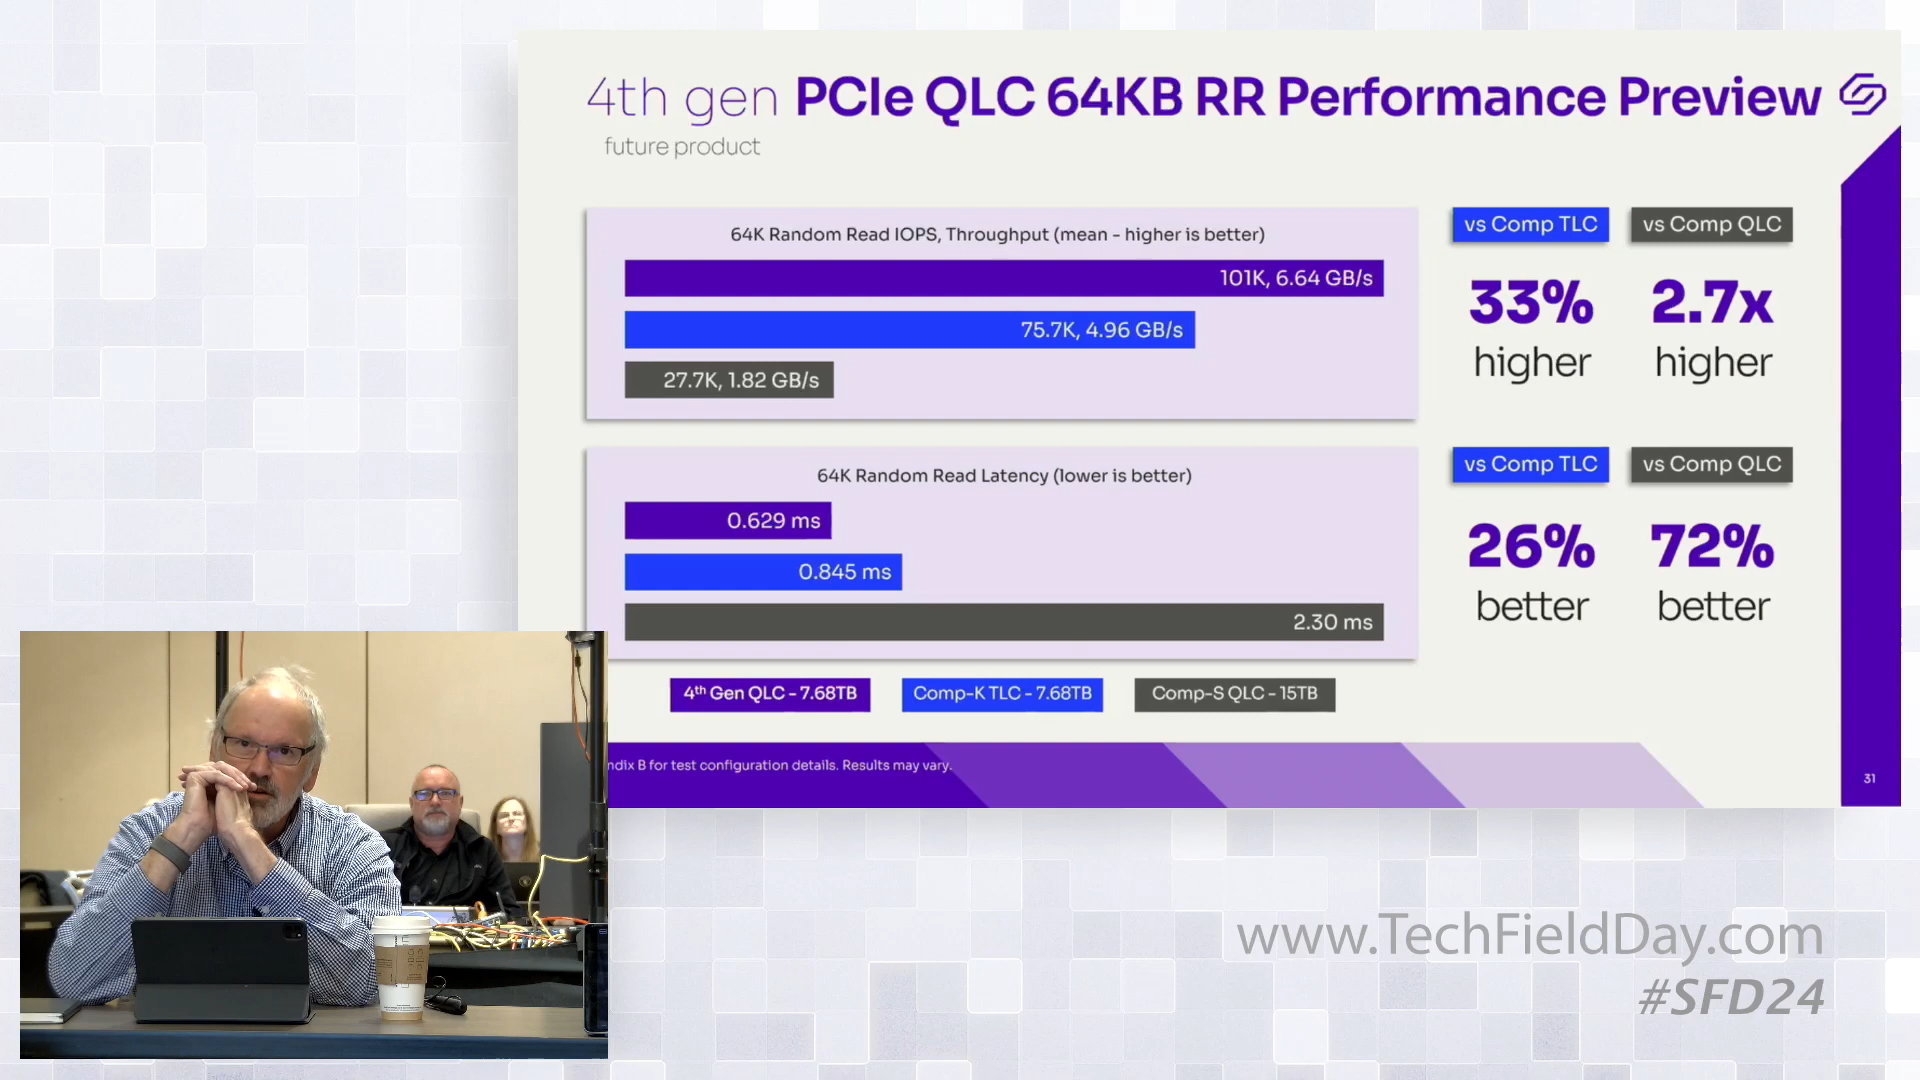 4th gen PCIe QLC 64KB RR Performance Preview
future product
64K Random Read IOPS, Throughput (mean - higher is better)
101K, 6.64 GB/s
75.7K, 4.96 GB/s
27.7K, 1.82 GB/s
vs Comp TLC
vs Comp QLC
33%
2.7x
higher
higher
64K Random Read Latency (lower is better)
0.629 ms
0.845 ms
2.30 ms
vs Comp TLC
vs Comp QLC
26%
72%
better
better
4th Gen QLC - 7.68TB
Comp-K TLC - 7.68TB
Comp-S QLC - 15TB
B for test configuration details. Results may vary.
31
www.TechFieldDay.com
#SFD24